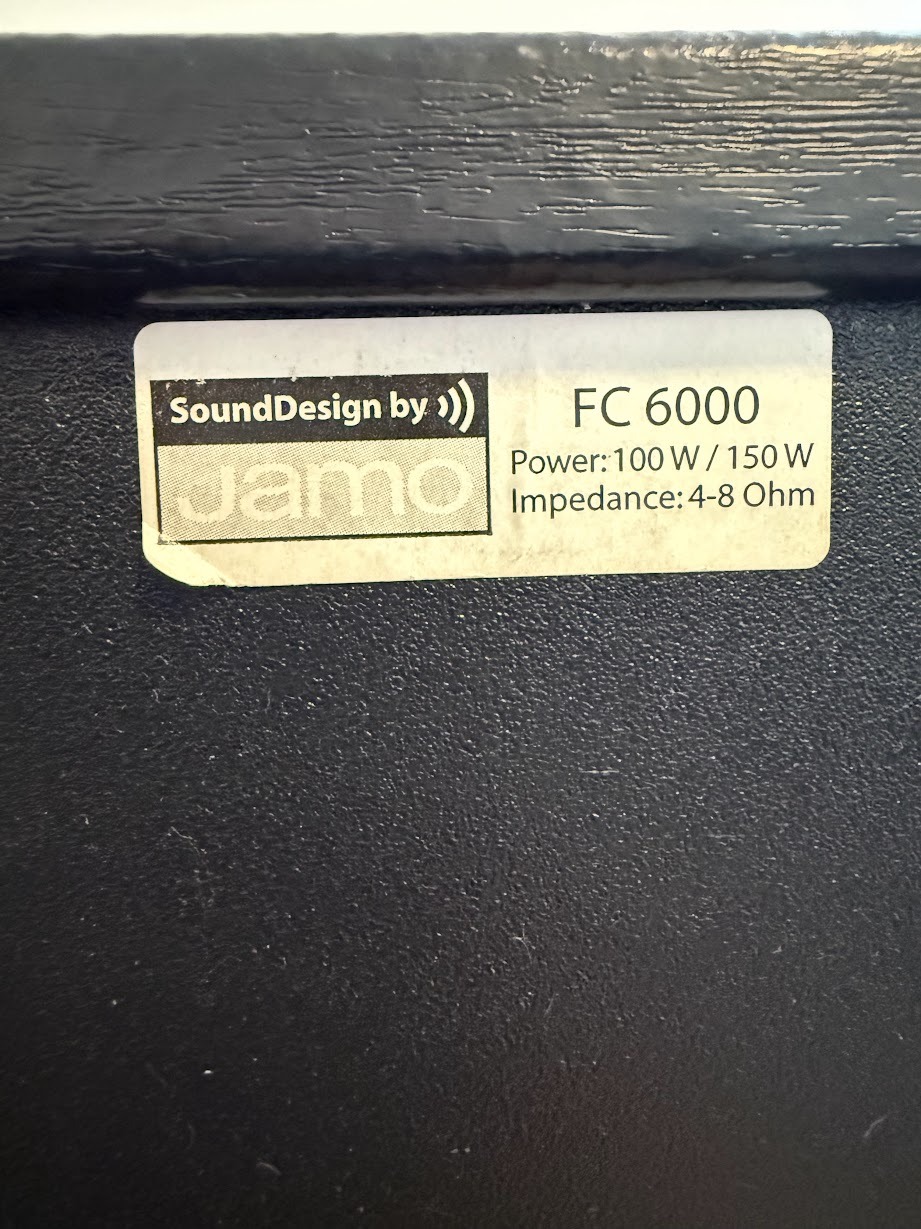 SoundDesign by
Jamo
FC 6000
Power: 100 W / 150 W
Impedance: 4-8 Ohm